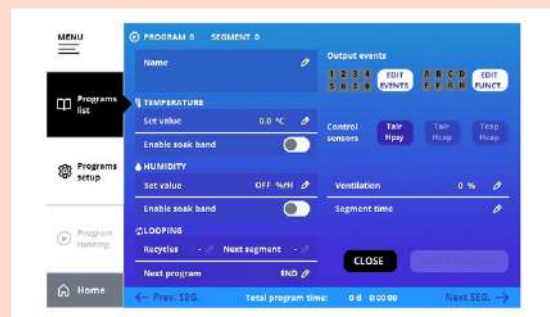 MENU
PROGRAM 0 SEGMENT 0
Name
Output events
1 2 3 4
5 6 7 8
EDIT EVENTS
A B C D
E F G H
EDIT FUNCT.
Programs list
TEMPERATURE
Set value 0.0 °C
Enable soak band
Control sensors
Tair Hpsy
HUMIDITY
Programs setup
Set value OFF %rH
Ventilation 0 %
Enable soak band
Segment time
LOOPING
Program running
Recycles - Next segment -
CLOSE
Next program END
Home
← Prev. SEG. Total program time: 0 d 0:00:00 Next SEG. →